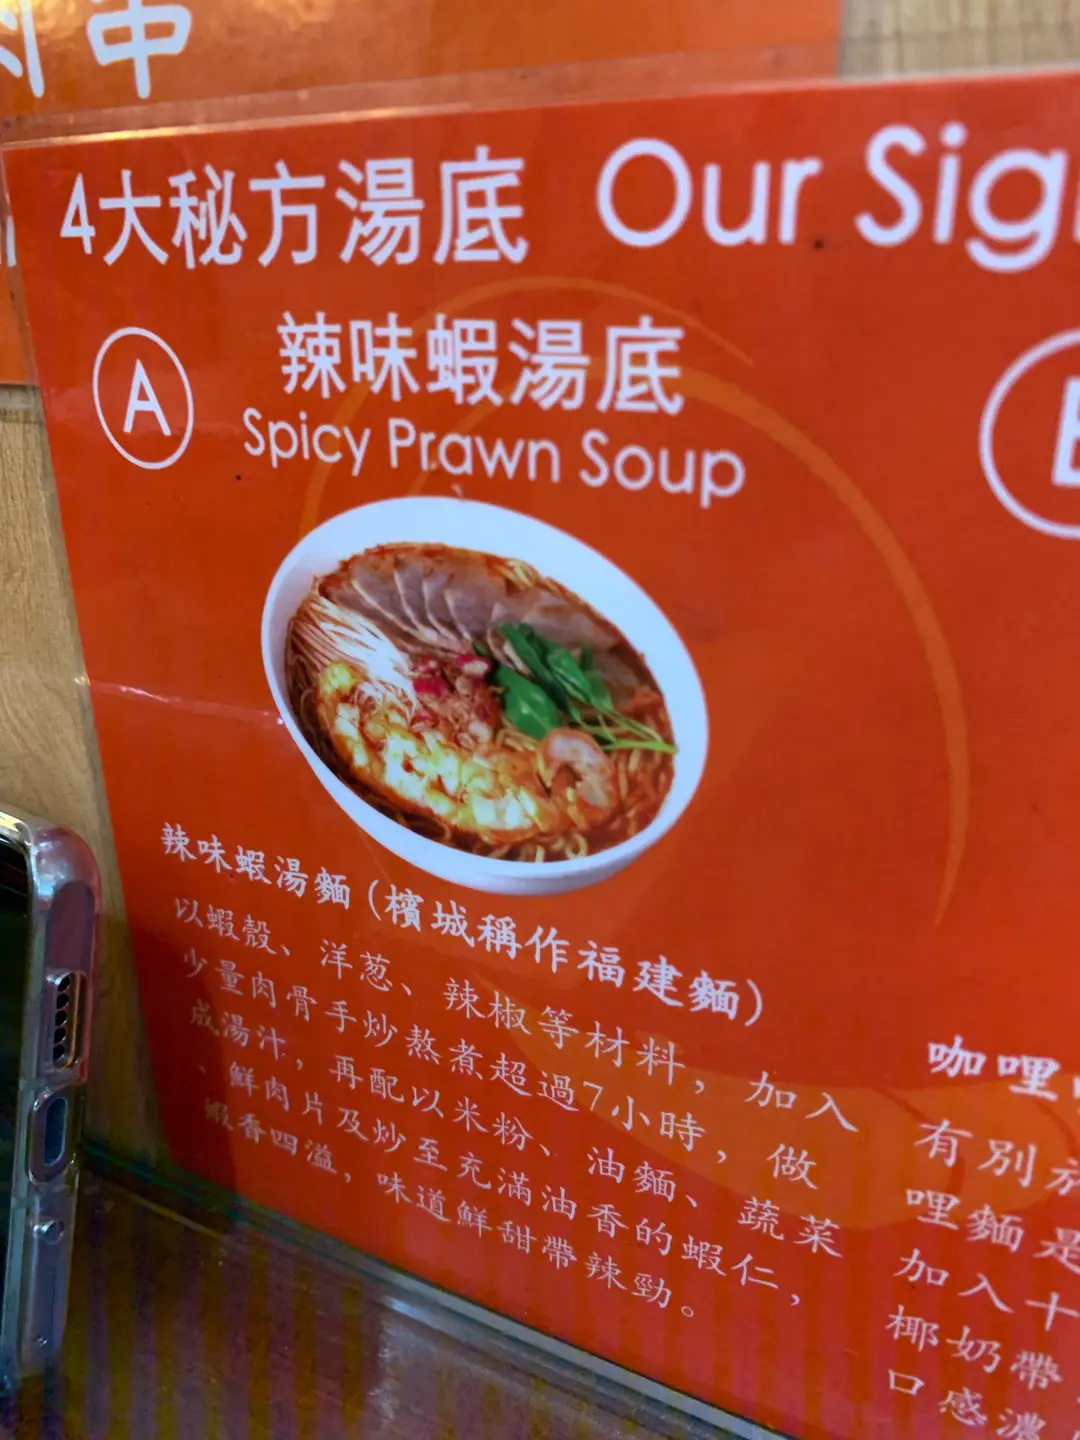 串
4大秘方湯底 Our Sig
A
辣味蝦湯底
Spicy Prawn Soup
辣味蝦湯麵(檳城稱作福建麵)
以蝦殼、洋葱、辣椒等材料，加入
少量肉骨手炒熬煮超過7小時，做
成湯汁，再配以米粉、油麵、蔬菜
、鮮肉片及炒至充滿油香的蝦仁，
蝦香四溢，味道鮮甜帶辣勁。
咖哩
有別
哩麵是
加入十
椰奶帶
口感濃